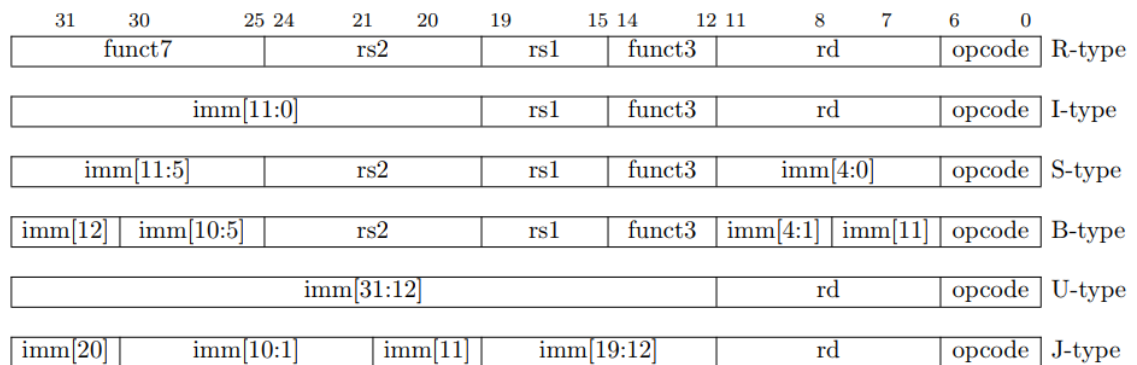 31 30 25 24 21 20 19 15 14 12 11 8 7 6 0
funct7 rs2 rs1 funct3 rd opcode R-type
imm[11:0] rs1 funct3 rd opcode I-type
imm[11:5] rs2 rs1 funct3 imm[4:0] opcode S-type
imm[12] imm[10:5] rs2 rs1 funct3 imm[4:1] imm[11] opcode B-type
imm[31:12] rd opcode U-type
imm[20] imm[10:1] imm[11] imm[19:12] rd opcode J-type